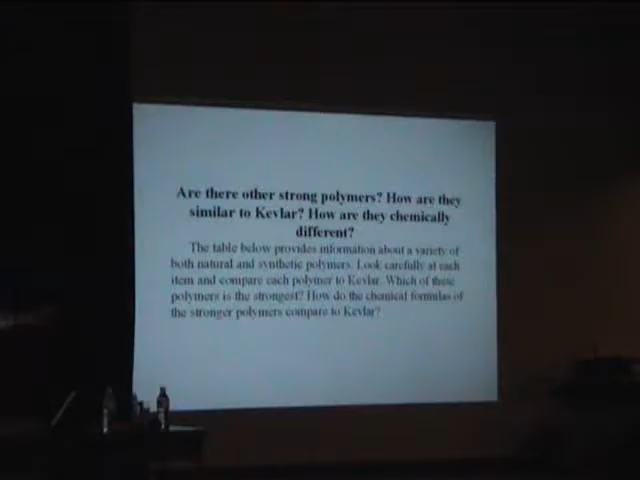 Are there other strong polymers? How are they
similar to Kevlar? How are they chemically
different?
The table below provides information about a variety of
both natural and synthetic polymers. Look carefully at each
item and compare each polymer to Kevlar. Which of these
polymers is the strongest? How do the chemical formulas of
the stronger polymers compare to Kevlar?